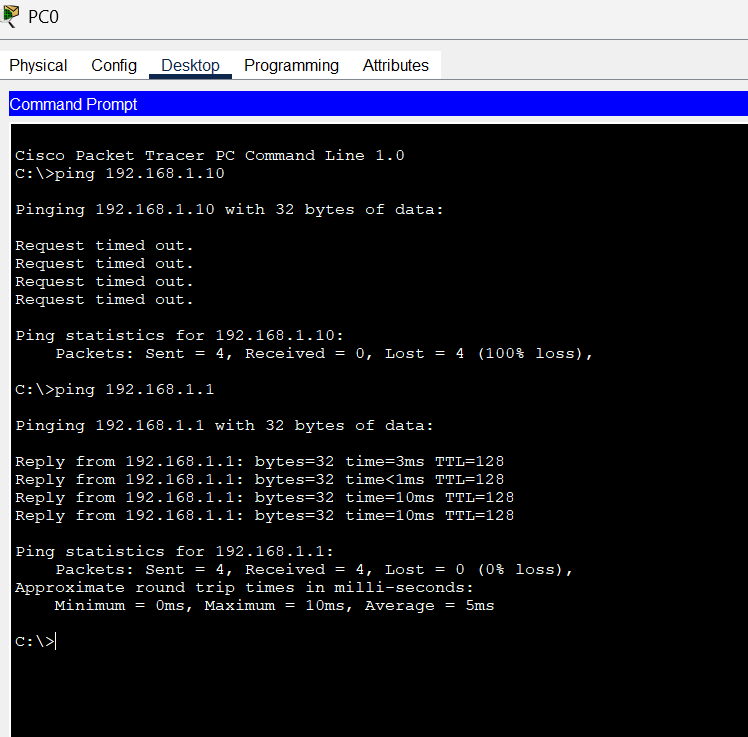 PC0
Physical Config Desktop Programming Attributes
Command Prompt
Cisco Packet Tracer PC Command Line 1.0
C:\>ping 192.168.1.10
Pinging 192.168.1.10 with 32 bytes of data:
Request timed out.
Request timed out.
Request timed out.
Request timed out.
Ping statistics for 192.168.1.10:
    Packets: Sent = 4, Received = 0, Lost = 4 (100% loss),
C:\>ping 192.168.1.1
Pinging 192.168.1.1 with 32 bytes of data:
Reply from 192.168.1.1: bytes=32 time=3ms TTL=128
Reply from 192.168.1.1: bytes=32 time<1ms TTL=128
Reply from 192.168.1.1: bytes=32 time=10ms TTL=128
Reply from 192.168.1.1: bytes=32 time=10ms TTL=128
Ping statistics for 192.168.1.1:
    Packets: Sent = 4, Received = 4, Lost = 0 (0% loss),
Approximate round trip times in milli-seconds:
    Minimum = 0ms, Maximum = 10ms, Average = 5ms
C:\>